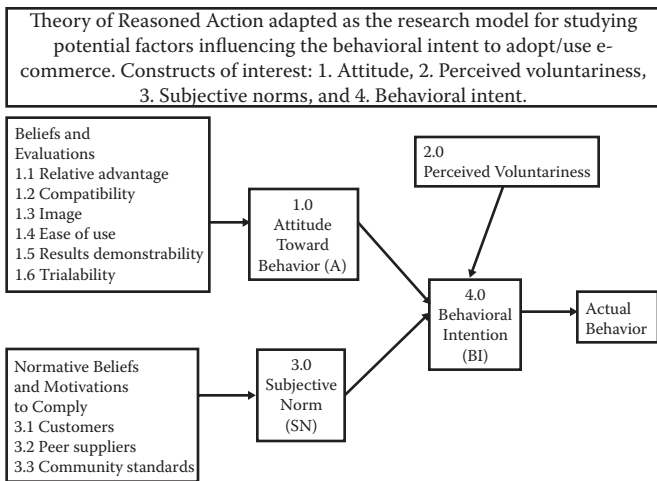 Theory of Reasoned Action adapted as the research model for studying
potential factors influencing the behavioral intent to adopt/use e-
commerce. Constructs of interest: 1. Attitude, 2. Perceived voluntariness,
3. Subjective norms, and 4. Behavioral intent.
Beliefs and
Evaluations
1.1 Relative advantage
1.2 Compatibility
1.3 Image
1.4 Ease of use
1.5 Results demonstrability
1.6 Trialability
1.0
Attitude
Toward
Behavior (A)
2.0
Perceived Voluntariness
4.0
Behavioral
Intention
(BI)
Actual
Behavior
Normative Beliefs
and Motivations
to Comply
3.1 Customers
3.2 Peer suppliers
3.3 Community standards
3.0
Subjective
Norm
(SN)